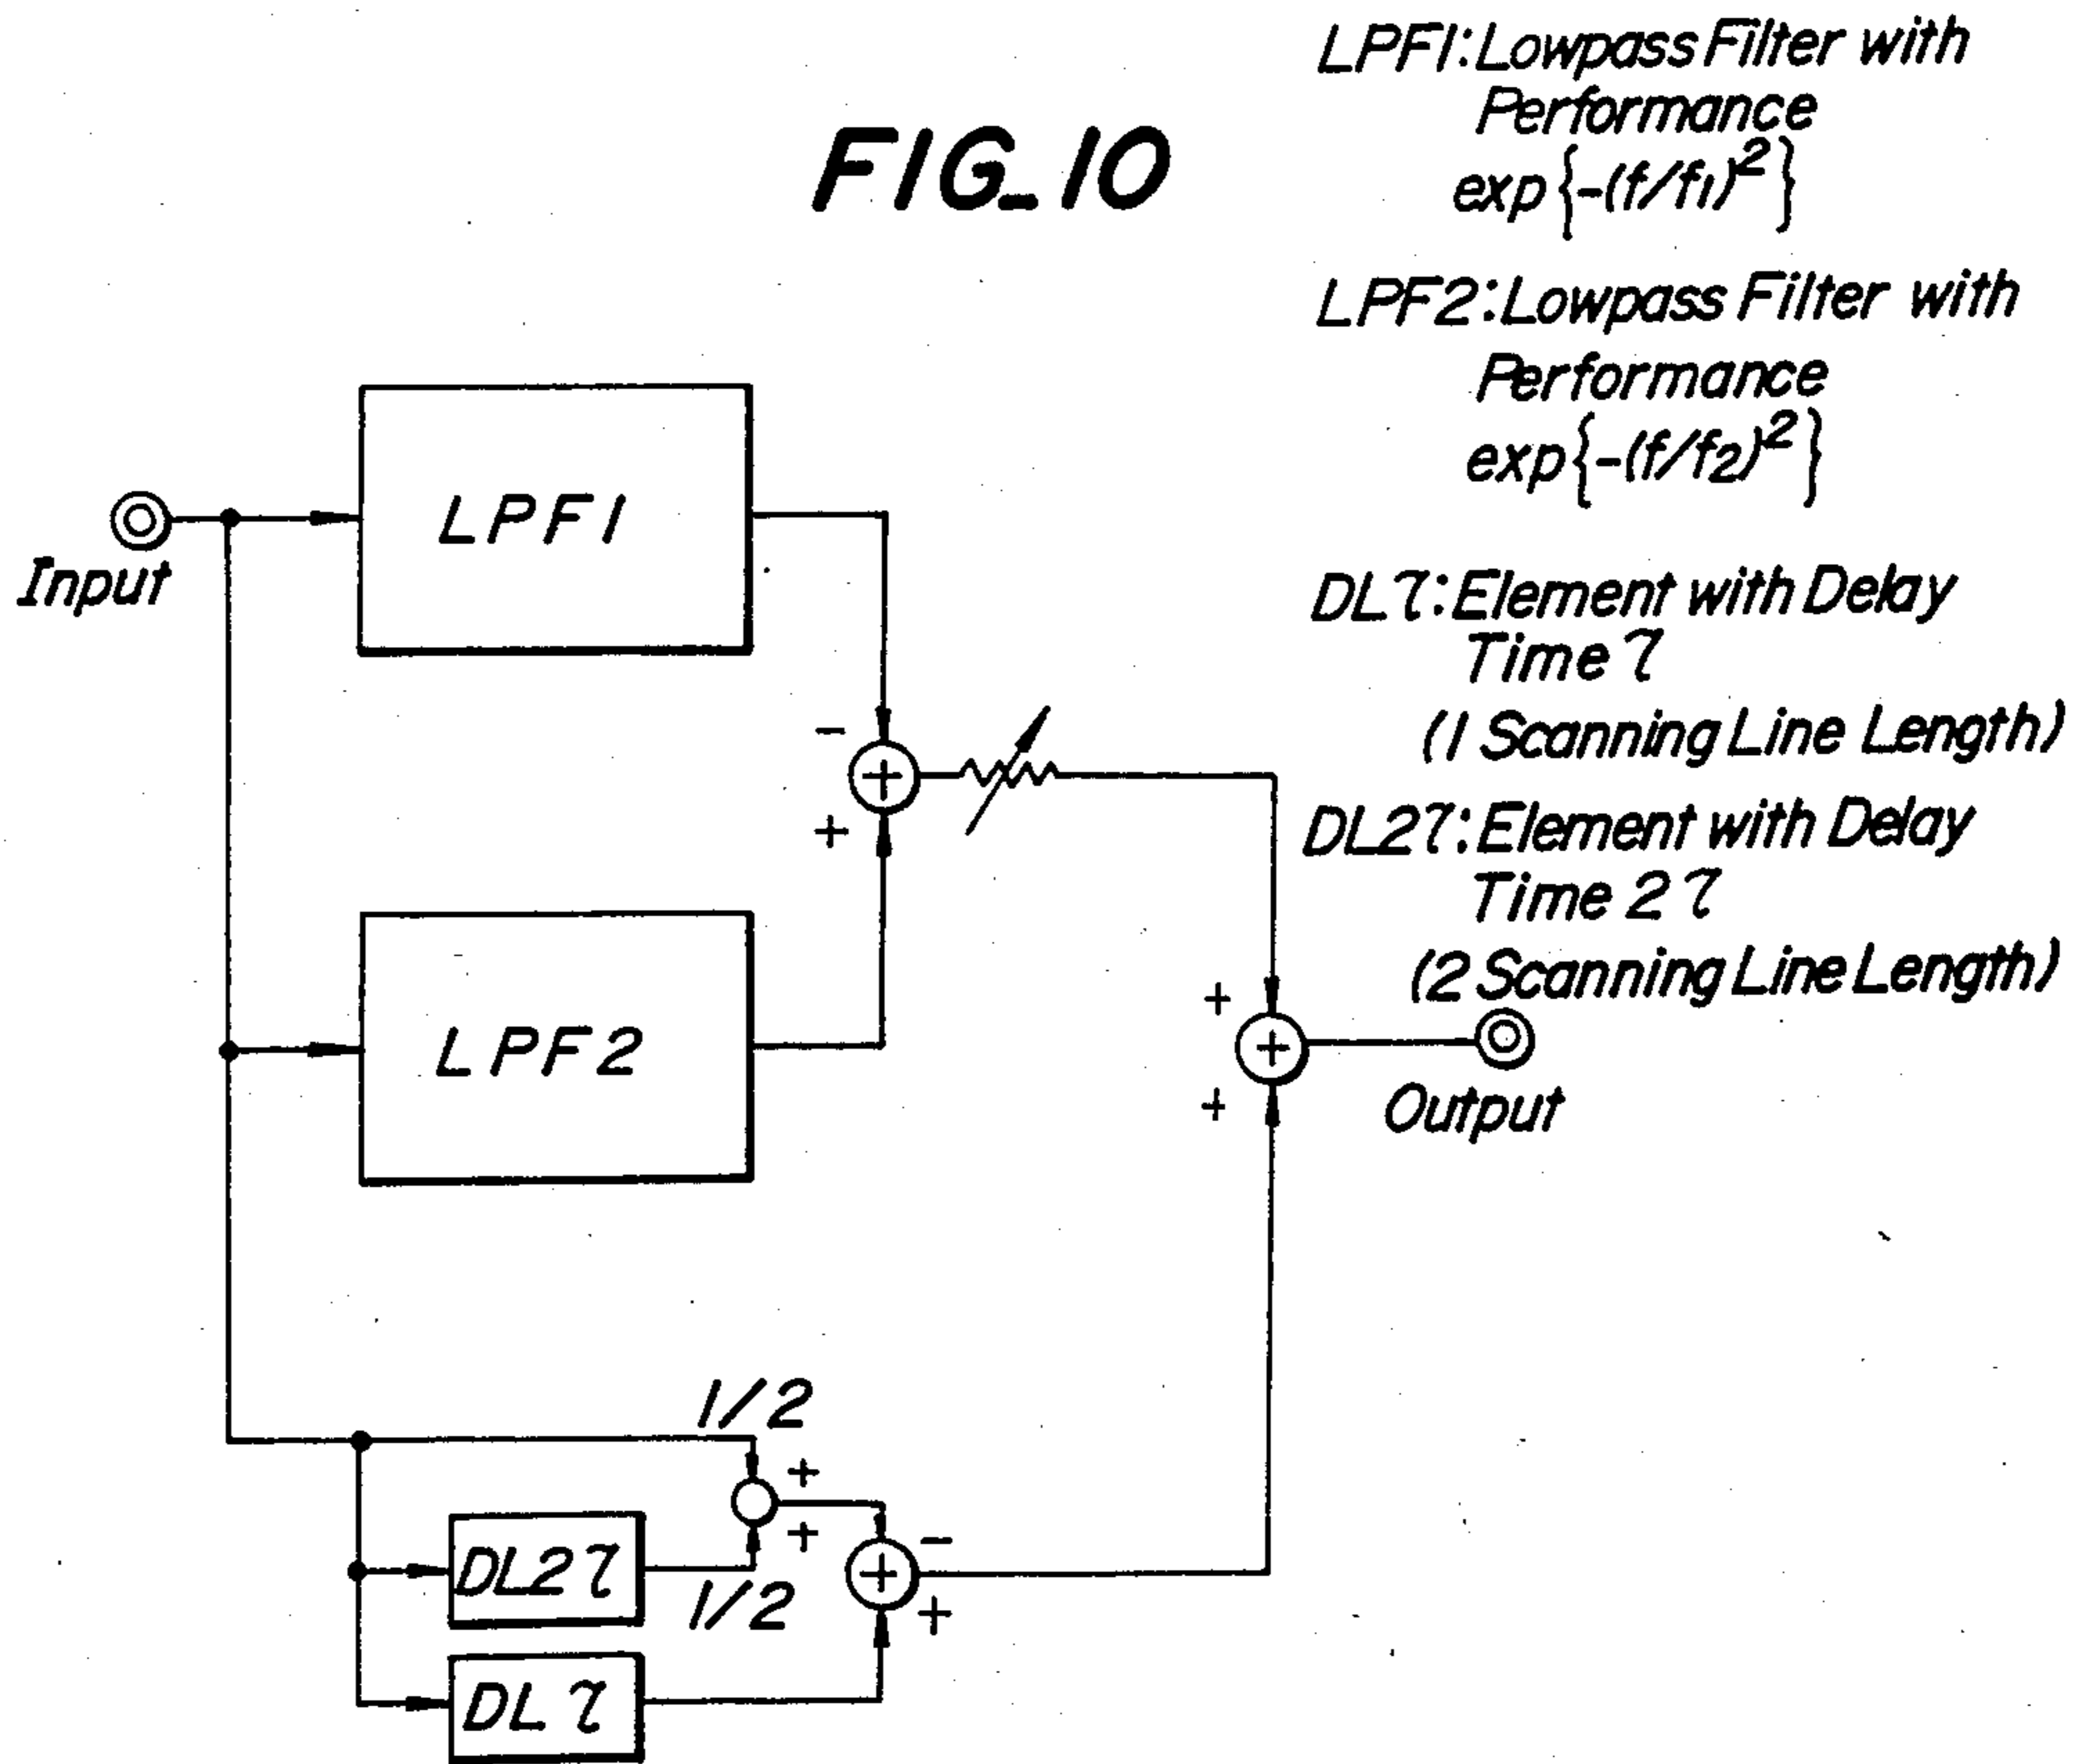 FIG_10
LPF1: Lowpass Filter with
Performance
exp{-(f/f1)²}
LPF2: Lowpass Filter with
Performance
exp{-(f/f2)²}
DLτ: Element with Delay
Time τ
(1 Scanning Line Length)
DL2τ: Element with Delay
Time 2τ
(2 Scanning Line Length)
Input
LPF1
-
+
+
LPF2
+
+
+
Output
1/2
+
+
DL2τ
1/2
-
+
+
DLτ